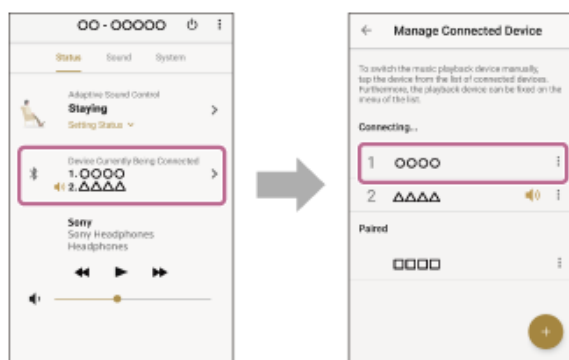 OO-OOOOO
Status Sound System
Adaptive Sound Control
Staying
Setting Status
Device Currently Being Connected
1.OOOO
2.△△△△
Sony
Sony Headphones
Headphones
Manage Connected Device
To switch the music playback device manually,
tap the device from the list of connected devices.
Furthermore, the playback device can be fixed on the
menu of the list.
Connecting...
1 OOOO
2 △△△△
Paired
□□□□